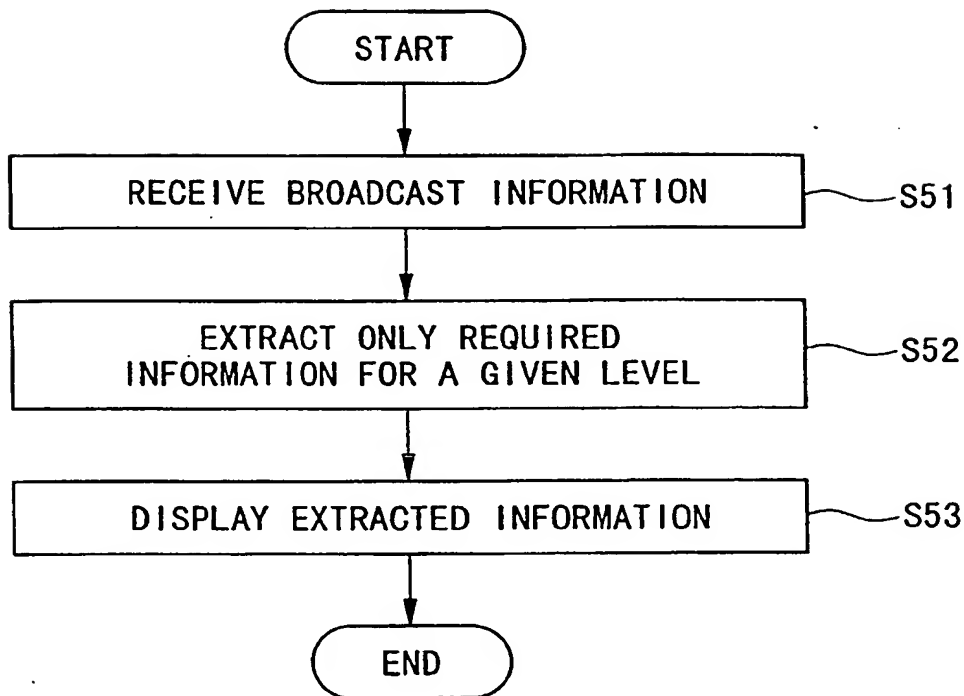 START
RECEIVE BROADCAST INFORMATION
S51
EXTRACT ONLY REQUIRED
INFORMATION FOR A GIVEN LEVEL
S52
DISPLAY EXTRACTED INFORMATION
S53
END